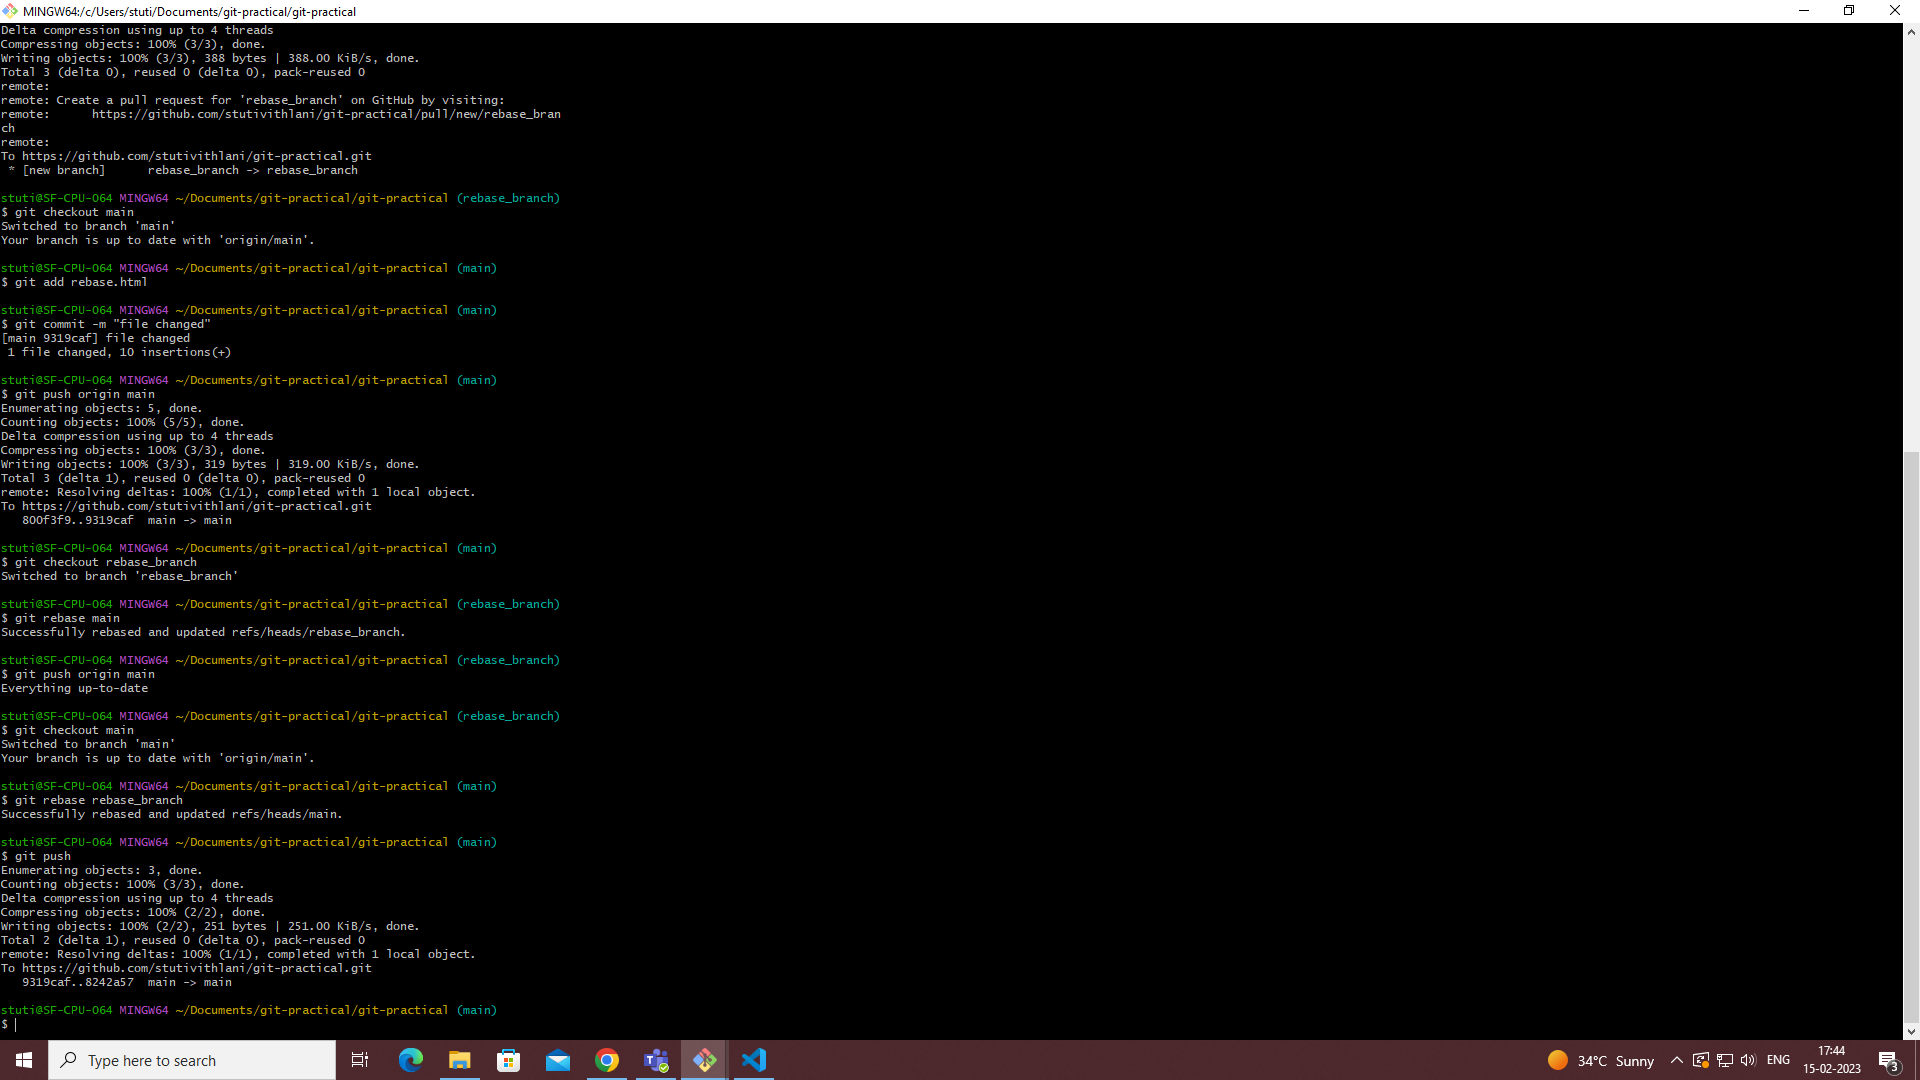 MINGW64:/c/Users/stuti/Documents/git-practical/git-practical
Delta compression using up to 4 threads
Compressing objects: 100% (3/3), done.
Writing objects: 100% (3/3), 388 bytes | 388.00 KiB/s, done.
Total 3 (delta 0), reused 0 (delta 0), pack-reused 0
remote:
remote: Create a pull request for 'rebase_branch' on GitHub by visiting:
remote:      https://github.com/stutivithlani/git-practical/pull/new/rebase_bran
ch
remote:
To https://github.com/stutivithlani/git-practical.git
 * [new branch]      rebase_branch -> rebase_branch
stuti@SF-CPU-064 MINGW64 ~/Documents/git-practical/git-practical (rebase_branch)
$ git checkout main
Switched to branch 'main'
Your branch is up to date with 'origin/main'.
stuti@SF-CPU-064 MINGW64 ~/Documents/git-practical/git-practical (main)
$ git add rebase.html
stuti@SF-CPU-064 MINGW64 ~/Documents/git-practical/git-practical (main)
$ git commit -m "file changed"
[main 9319caf] file changed
 1 file changed, 10 insertions(+)
stuti@SF-CPU-064 MINGW64 ~/Documents/git-practical/git-practical (main)
$ git push origin main
Enumerating objects: 5, done.
Counting objects: 100% (5/5), done.
Delta compression using up to 4 threads
Compressing objects: 100% (3/3), done.
Writing objects: 100% (3/3), 319 bytes | 319.00 KiB/s, done.
Total 3 (delta 1), reused 0 (delta 0), pack-reused 0
remote: Resolving deltas: 100% (1/1), completed with 1 local object.
To https://github.com/stutivithlani/git-practical.git
   800f3f9..9319caf  main -> main
stuti@SF-CPU-064 MINGW64 ~/Documents/git-practical/git-practical (main)
$ git checkout rebase_branch
Switched to branch 'rebase_branch'
stuti@SF-CPU-064 MINGW64 ~/Documents/git-practical/git-practical (rebase_branch)
$ git rebase main
Successfully rebased and updated refs/heads/rebase_branch.
stuti@SF-CPU-064 MINGW64 ~/Documents/git-practical/git-practical (rebase_branch)
$ git push origin main
Everything up-to-date
stuti@SF-CPU-064 MINGW64 ~/Documents/git-practical/git-practical (rebase_branch)
$ git checkout main
Switched to branch 'main'
Your branch is up to date with 'origin/main'.
stuti@SF-CPU-064 MINGW64 ~/Documents/git-practical/git-practical (main)
$ git rebase rebase_branch
Successfully rebased and updated refs/heads/main.
stuti@SF-CPU-064 MINGW64 ~/Documents/git-practical/git-practical (main)
$ git push
Enumerating objects: 3, done.
Counting objects: 100% (3/3), done.
Delta compression using up to 4 threads
Compressing objects: 100% (2/2), done.
Writing objects: 100% (2/2), 251 bytes | 251.00 KiB/s, done.
Total 2 (delta 1), reused 0 (delta 0), pack-reused 0
remote: Resolving deltas: 100% (1/1), completed with 1 local object.
To https://github.com/stutivithlani/git-practical.git
   9319caf..8242a57  main -> main
stuti@SF-CPU-064 MINGW64 ~/Documents/git-practical/git-practical (main)
$
Type here to search
34°C Sunny
ENG
17:44
15-02-2023
3